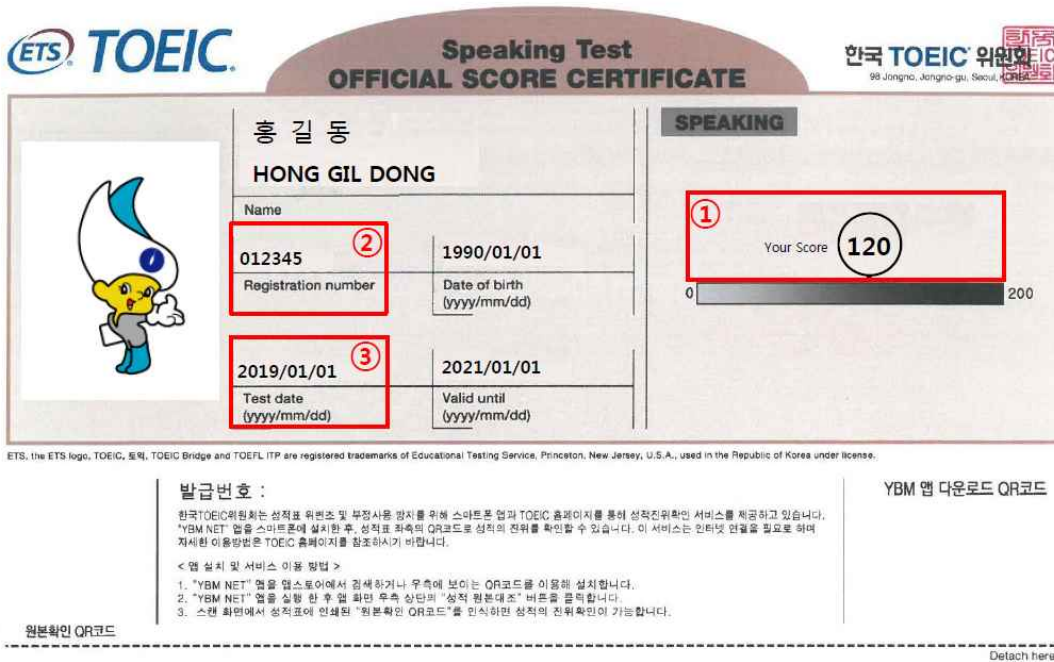 ETS TOEIC.
Speaking Test
OFFICIAL SCORE CERTIFICATE
한국 TOEIC 위원회
98 Jongno, Jongno-gu, Seoul, KOREA
홍 길 동
HONG GIL DONG
Name
SPEAKING
①
Your Score 120
0 200
②
012345
Registration number
1990/01/01
Date of birth
(yyyy/mm/dd)
③
2019/01/01
Test date
(yyyy/mm/dd)
2021/01/01
Valid until
(yyyy/mm/dd)
ETS, the ETS logo, TOEIC, 토익, TOEIC Bridge and TOEFL ITP are registered trademarks of Educational Testing Service, Princeton, New Jersey, U.S.A., used in the Republic of Korea under license.
발급번호 :
한국TOEIC위원회는 성적표 위변조 및 부정사용 방지를 위해 스마트폰 앱과 TOEIC 홈페이지를 통해 성적진위확인 서비스를 제공하고 있습니다.
"YBM NET" 앱을 스마트폰에 설치한 후, 성적표 좌측의 QR코드로 성적의 진위를 확인할 수 있습니다. 이 서비스는 인터넷 연결을 필요로 하며
자세한 이용방법은 TOEIC 홈페이지를 참조하시기 바랍니다.
< 앱 설치 및 서비스 이용 방법 >
1. "YBM NET" 앱을 앱스토어에서 검색하거나 우측에 보이는 QR코드를 이용해 설치합니다.
2. "YBM NET" 앱을 실행 한 후 앱 화면 우측 상단의 "성적 원본대조" 버튼을 클릭합니다.
3. 스캔 화면에서 성적표에 인쇄된 "원본확인 QR코드"를 인식하면 성적의 진위확인이 가능합니다.
YBM 앱 다운로드 QR코드
원본확인 QR코드
Detach here